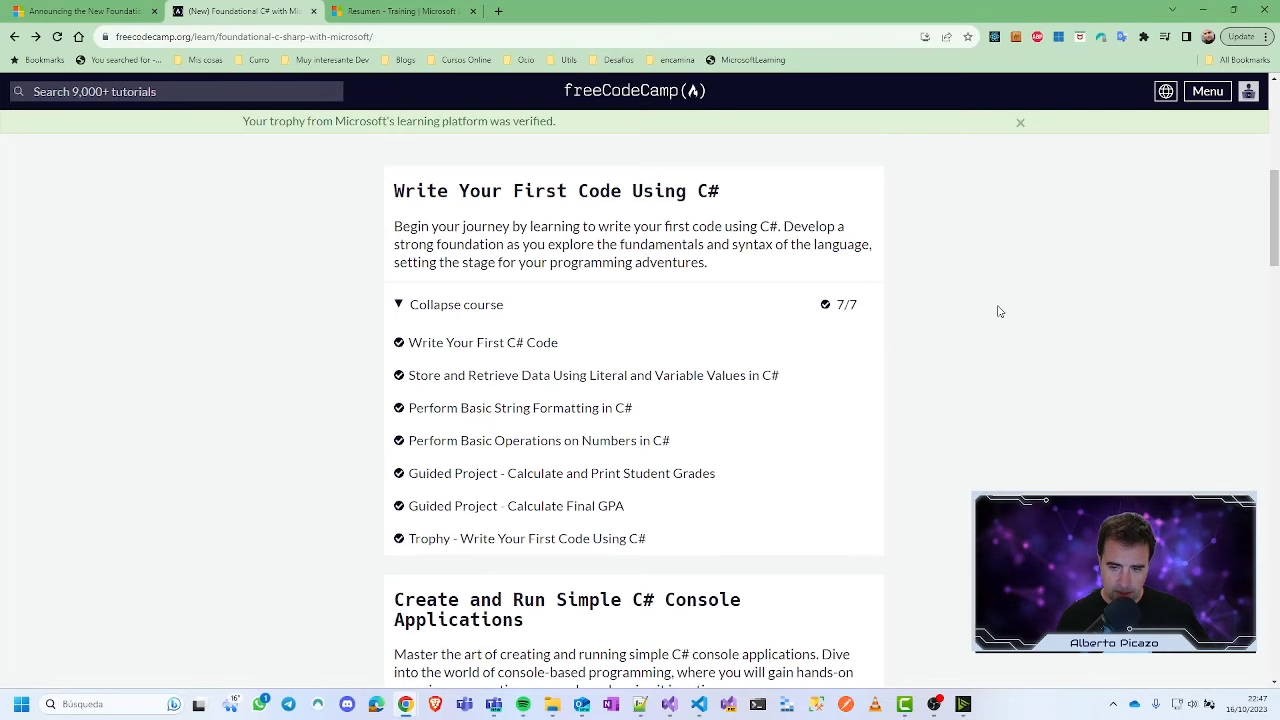 Announcing the New Foundatio
(New) Foundational C# with Mic
Resumen - Training | Microsoft L
freecodecamp.org/learn/foundational-c-sharp-with-microsoft/
Update
Bookmarks
You searched for -...
Mis cosas
Curro
Muy interesante Dev
Blogs
Cursos Online
Ocio
Utils
Desafios
encamina
MicrosoftLearning
All Bookmarks
Search 9,000+ tutorials
freeCodeCamp
Menu
Your trophy from Microsoft's learning platform was verified.
Write Your First Code Using C#
Begin your journey by learning to write your first code using C#. Develop a
strong foundation as you explore the fundamentals and syntax of the language,
setting the stage for your programming adventures.
Collapse course
7/7
Write Your First C# Code
Store and Retrieve Data Using Literal and Variable Values in C#
Perform Basic String Formatting in C#
Perform Basic Operations on Numbers in C#
Guided Project - Calculate and Print Student Grades
Guided Project - Calculate Final GPA
Trophy - Write Your First Code Using C#
Create and Run Simple C# Console
Applications
Master the art of creating and running simple C# console applications. Dive
into the world of console-based programming, where you will gain hands-on
Alberto Picazo
Búsqueda
16°
22:47
16/10/2023